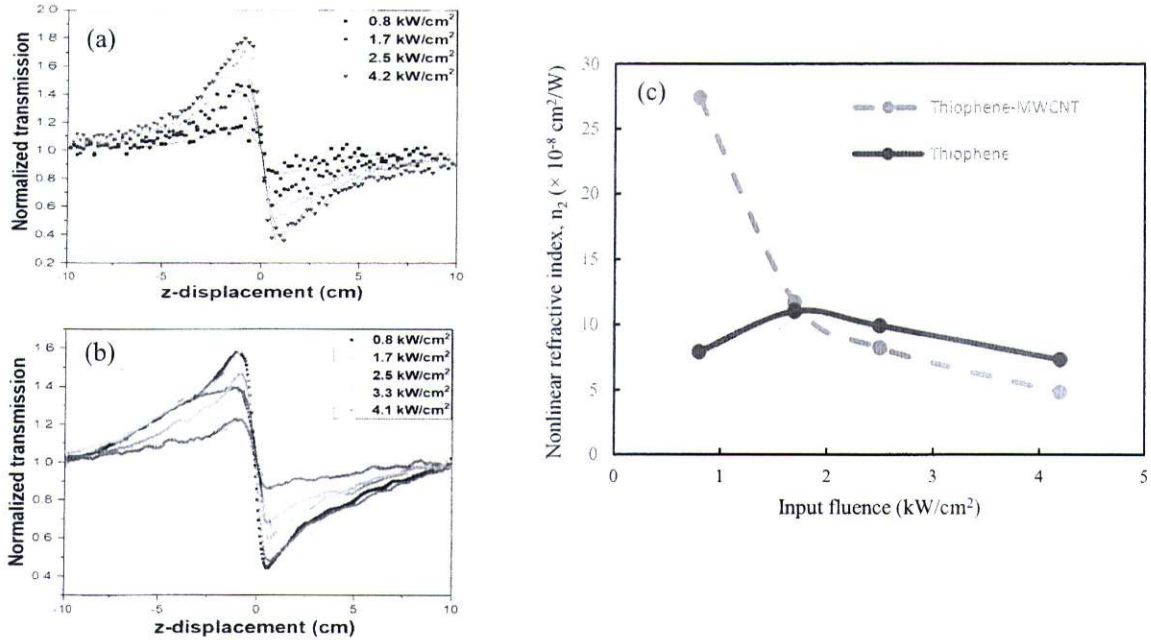 (a)
0.8 kW/cm²
1.7 kW/cm²
2.5 kW/cm²
4.2 kW/cm²
Normalized transmission
2.0
1.8
1.6
1.4
1.2
1.0
0.8
0.6
0.4
0.2
-10
-5
0
5
10
z-displacement (cm)
(b)
0.8 kW/cm²
1.7 kW/cm²
2.5 kW/cm²
3.3 kW/cm²
4.1 kW/cm²
Normalized transmission
1.6
1.4
1.2
1.0
0.8
0.6
0.4
-10
-5
0
5
10
z-displacement (cm)
(c)
Thiophene-MWCNT
Thiophene
Nonlinear refractive index, n₂ (× 10⁻⁸ cm²/W)
30
25
20
15
10
5
0
0
1
2
3
4
5
Input fluence (kW/cm²)